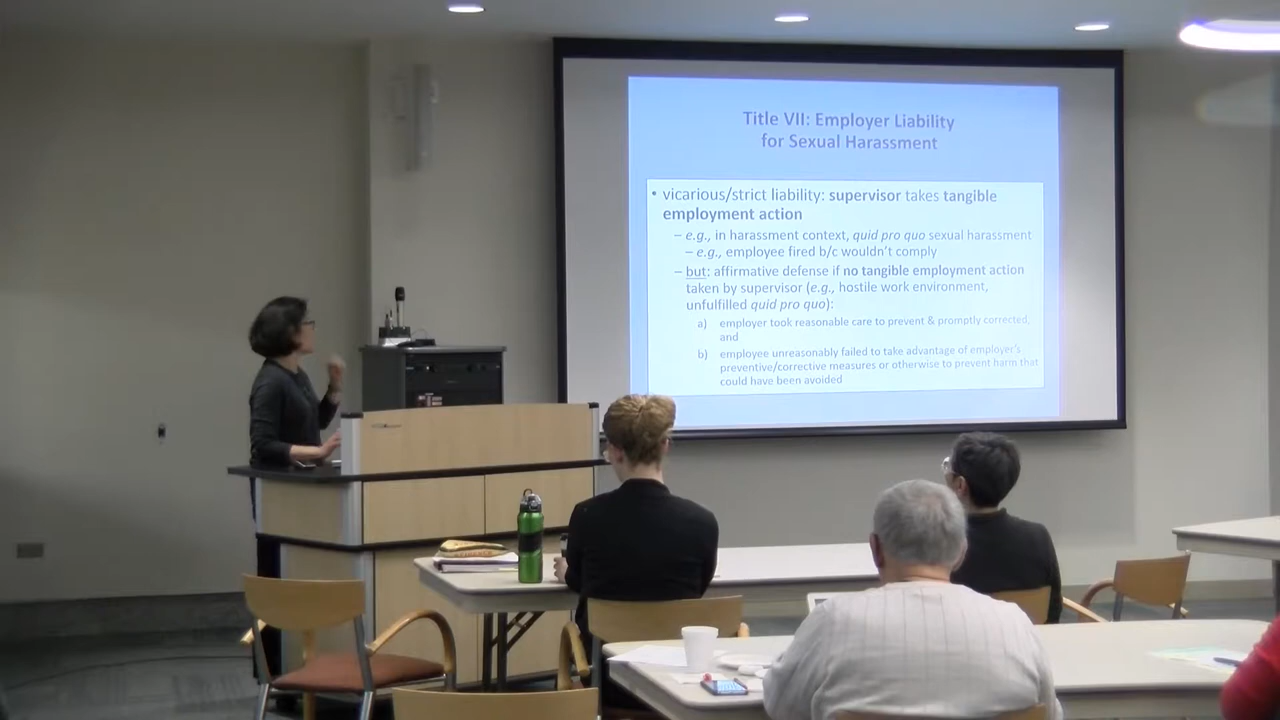 Title VII: Employer Liability
for Sexual Harassment
• vicarious/strict liability: supervisor takes tangible
employment action
– e.g., in harassment context, quid pro quo sexual harassment
– e.g., employee fired b/c wouldn't comply
– but: affirmative defense if no tangible employment action
taken by supervisor (e.g., hostile work environment,
unfulfilled quid pro quo):
a) employer took reasonable care to prevent & promptly corrected,
and
b) employee unreasonably failed to take advantage of employer's
preventive/corrective measures or otherwise to prevent harm that
could have been avoided